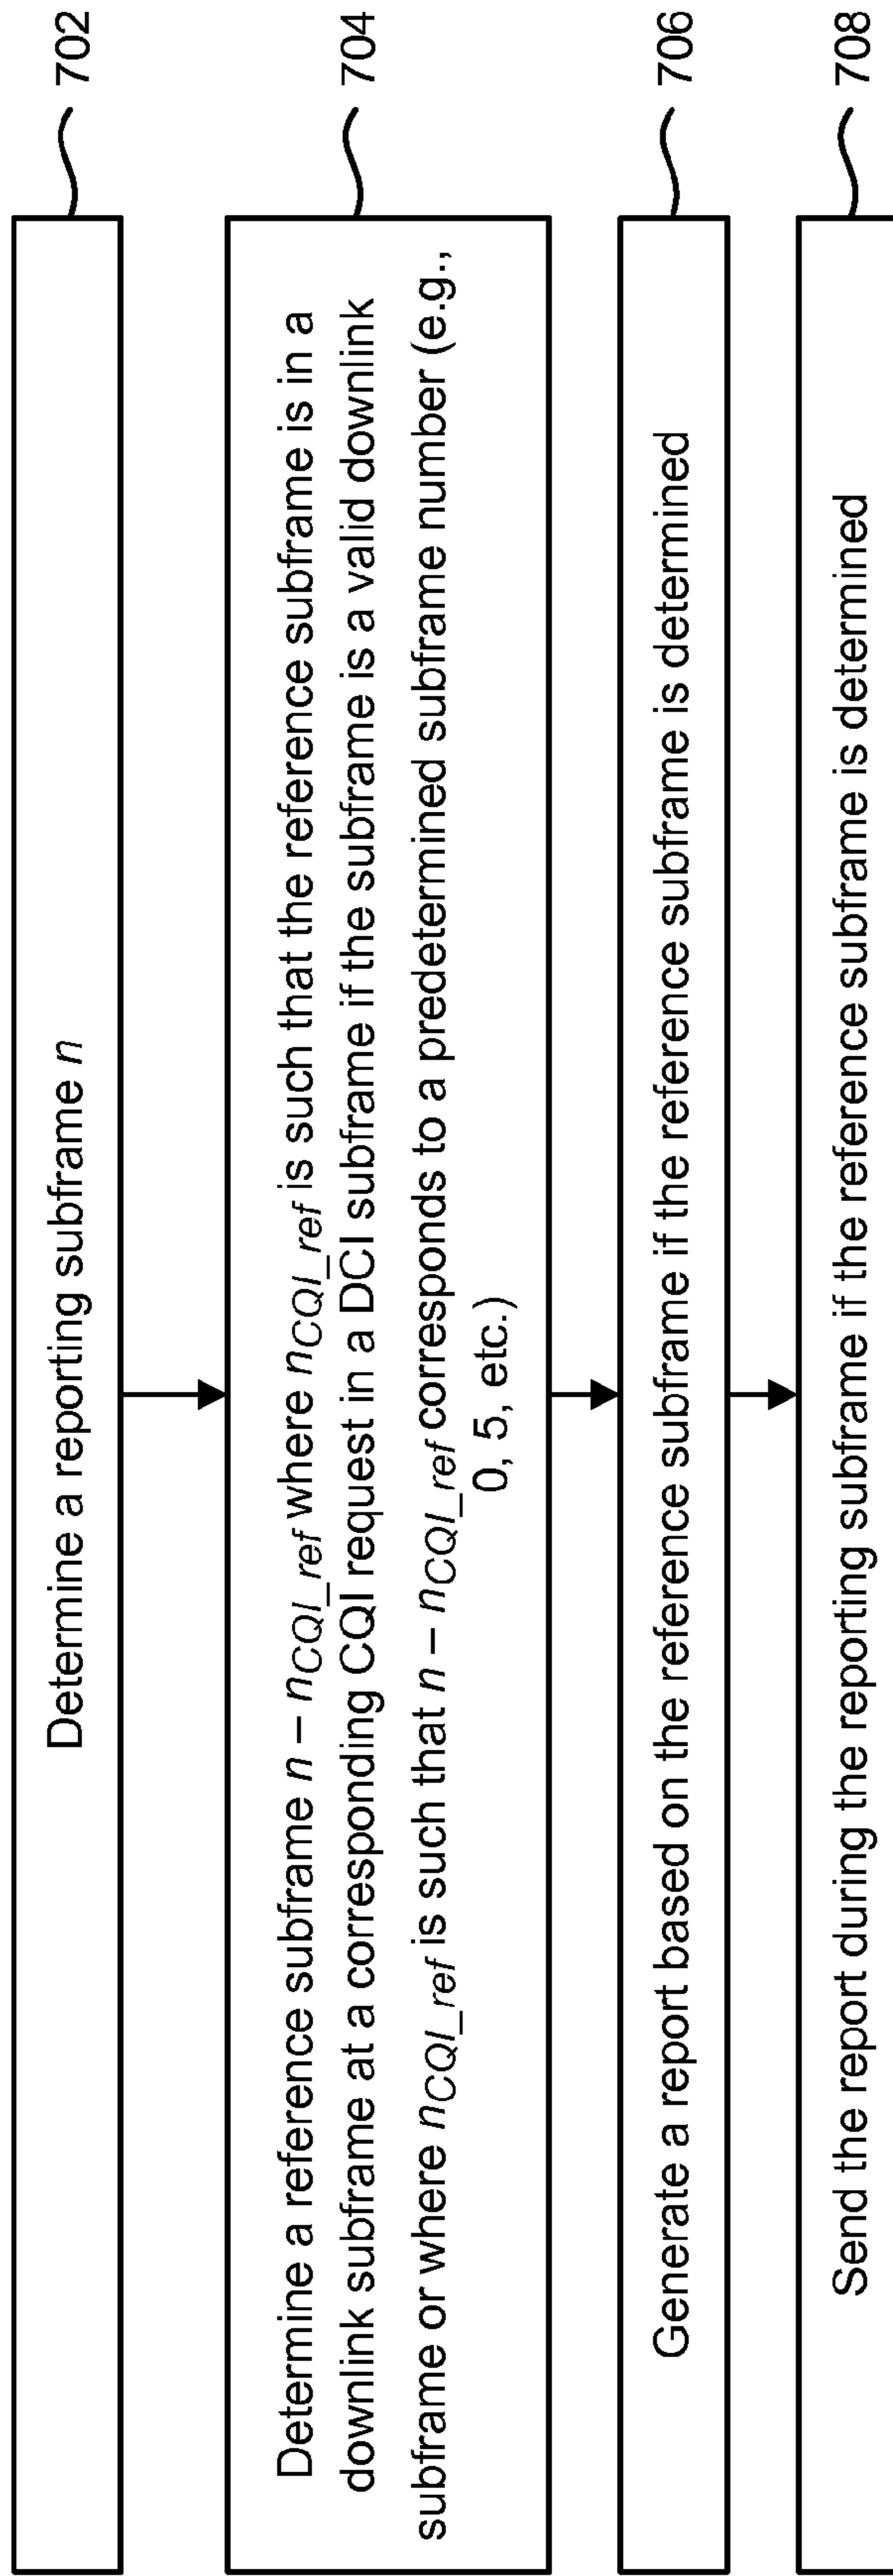 Determine a reporting subframe n
702
Determine a reference subframe n – nCQI_ref where nCQI_ref is such that the reference subframe is in a
downlink subframe at a corresponding CQI request in a DCI subframe if the subframe is a valid downlink
subframe or where nCQI_ref is such that n – nCQI_ref corresponds to a predetermined subframe number (e.g.,
0, 5, etc.)
704
Generate a report based on the reference subframe if the reference subframe is determined
706
Send the report during the reporting subframe if the reference subframe is determined
708